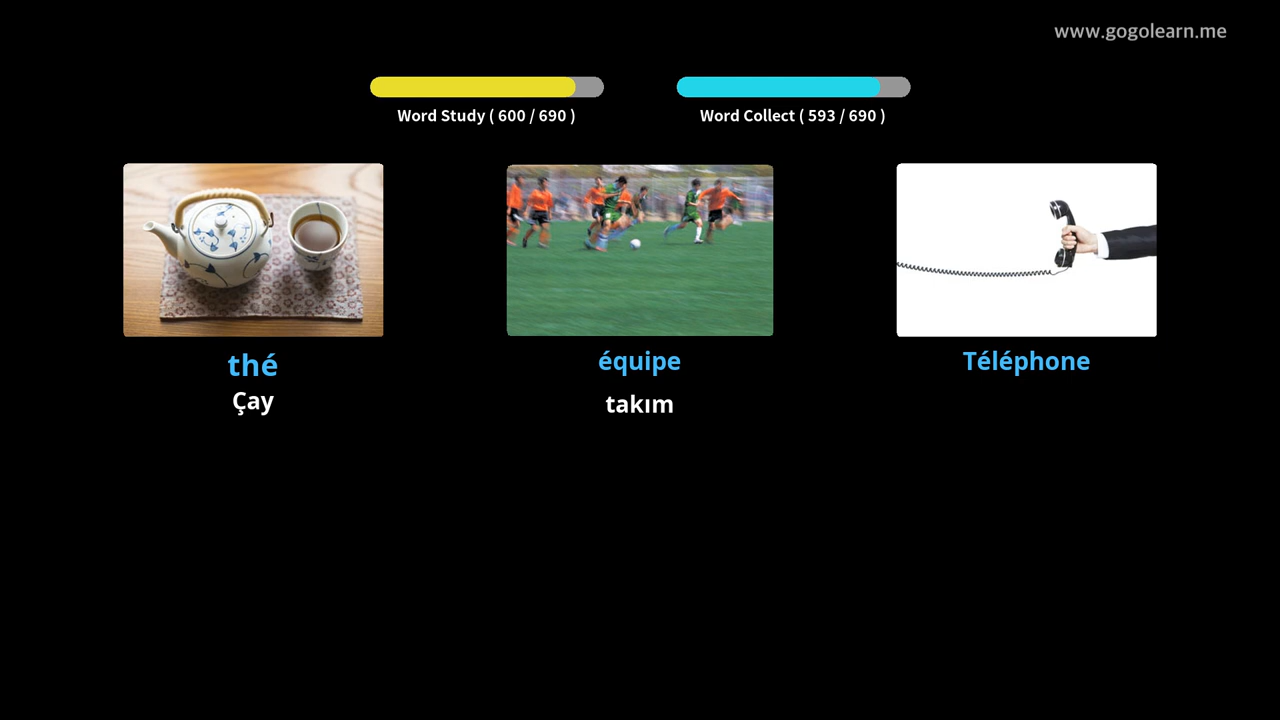 www.gogolearn.me
Word Study ( 600 / 690 )
Word Collect ( 593 / 690 )
thé
équipe
Téléphone
Çay
takım